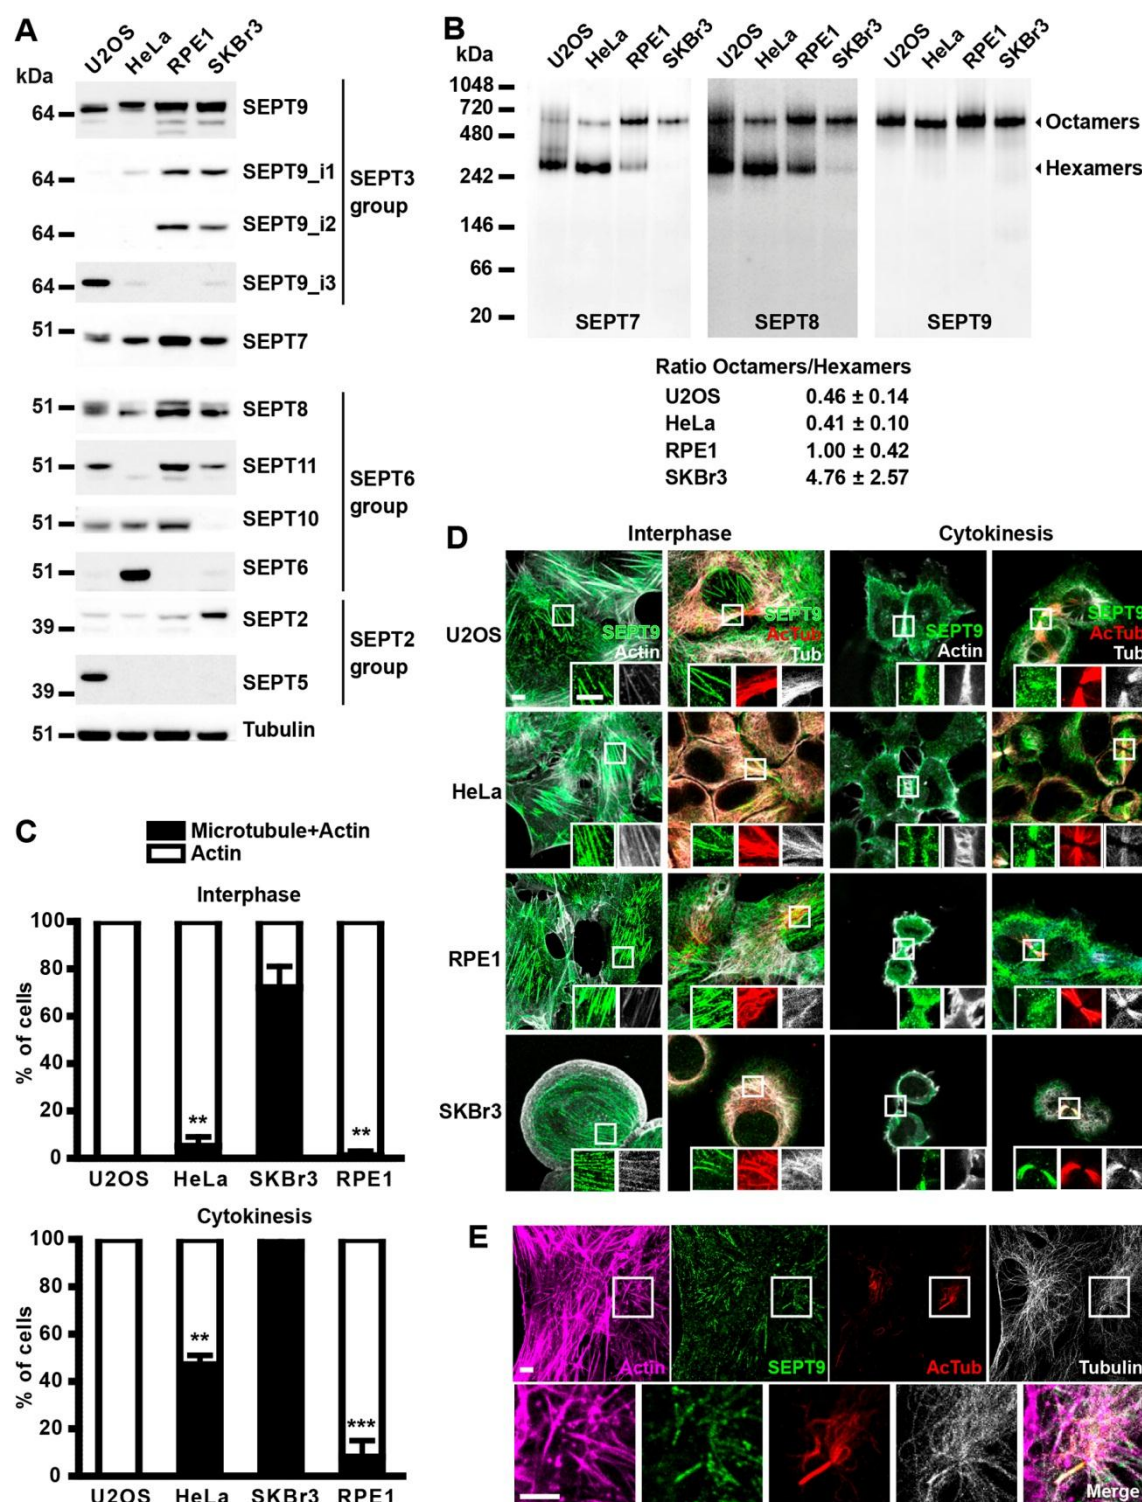 A
U2OS HeLa RPE1 SKBr3
kDa
64 SEPT9
64 SEPT9_i1
64 SEPT9_i2
64 SEPT9_i3
SEPT3
group
51 SEPT7
51 SEPT8
51 SEPT11
51 SEPT10
51 SEPT6
SEPT6
group
39 SEPT2
39 SEPT5
SEPT2
group
51 Tubulin
B
kDa
U2OS HeLa RPE1 SKBr3 U2OS HeLa RPE1 SKBr3 U2OS HeLa RPE1 SKBr3
1048
720
480
242
146
66
20
Octamers
Hexamers
SEPT7 SEPT8 SEPT9
Ratio Octamers/Hexamers
U2OS 0.46 ± 0.14
HeLa 0.41 ± 0.10
RPE1 1.00 ± 0.42
SKBr3 4.76 ± 2.57
C
Microtubule+Actin
Actin
Interphase
% of cells
100
80
60
40
20
0
** **
U2OS HeLa SKBr3 RPE1
Cytokinesis
% of cells
100
80
60
40
20
0
** ***
U2OS HeLa SKBr3 RPE1
D
Interphase Cytokinesis
U2OS
SEPT9
Actin
SEPT9
AcTub
Tub
SEPT9
Actin
SEPT9
AcTub
Tub
HeLa
RPE1
SKBr3
E
Actin SEPT9 AcTub Tubulin
Merge